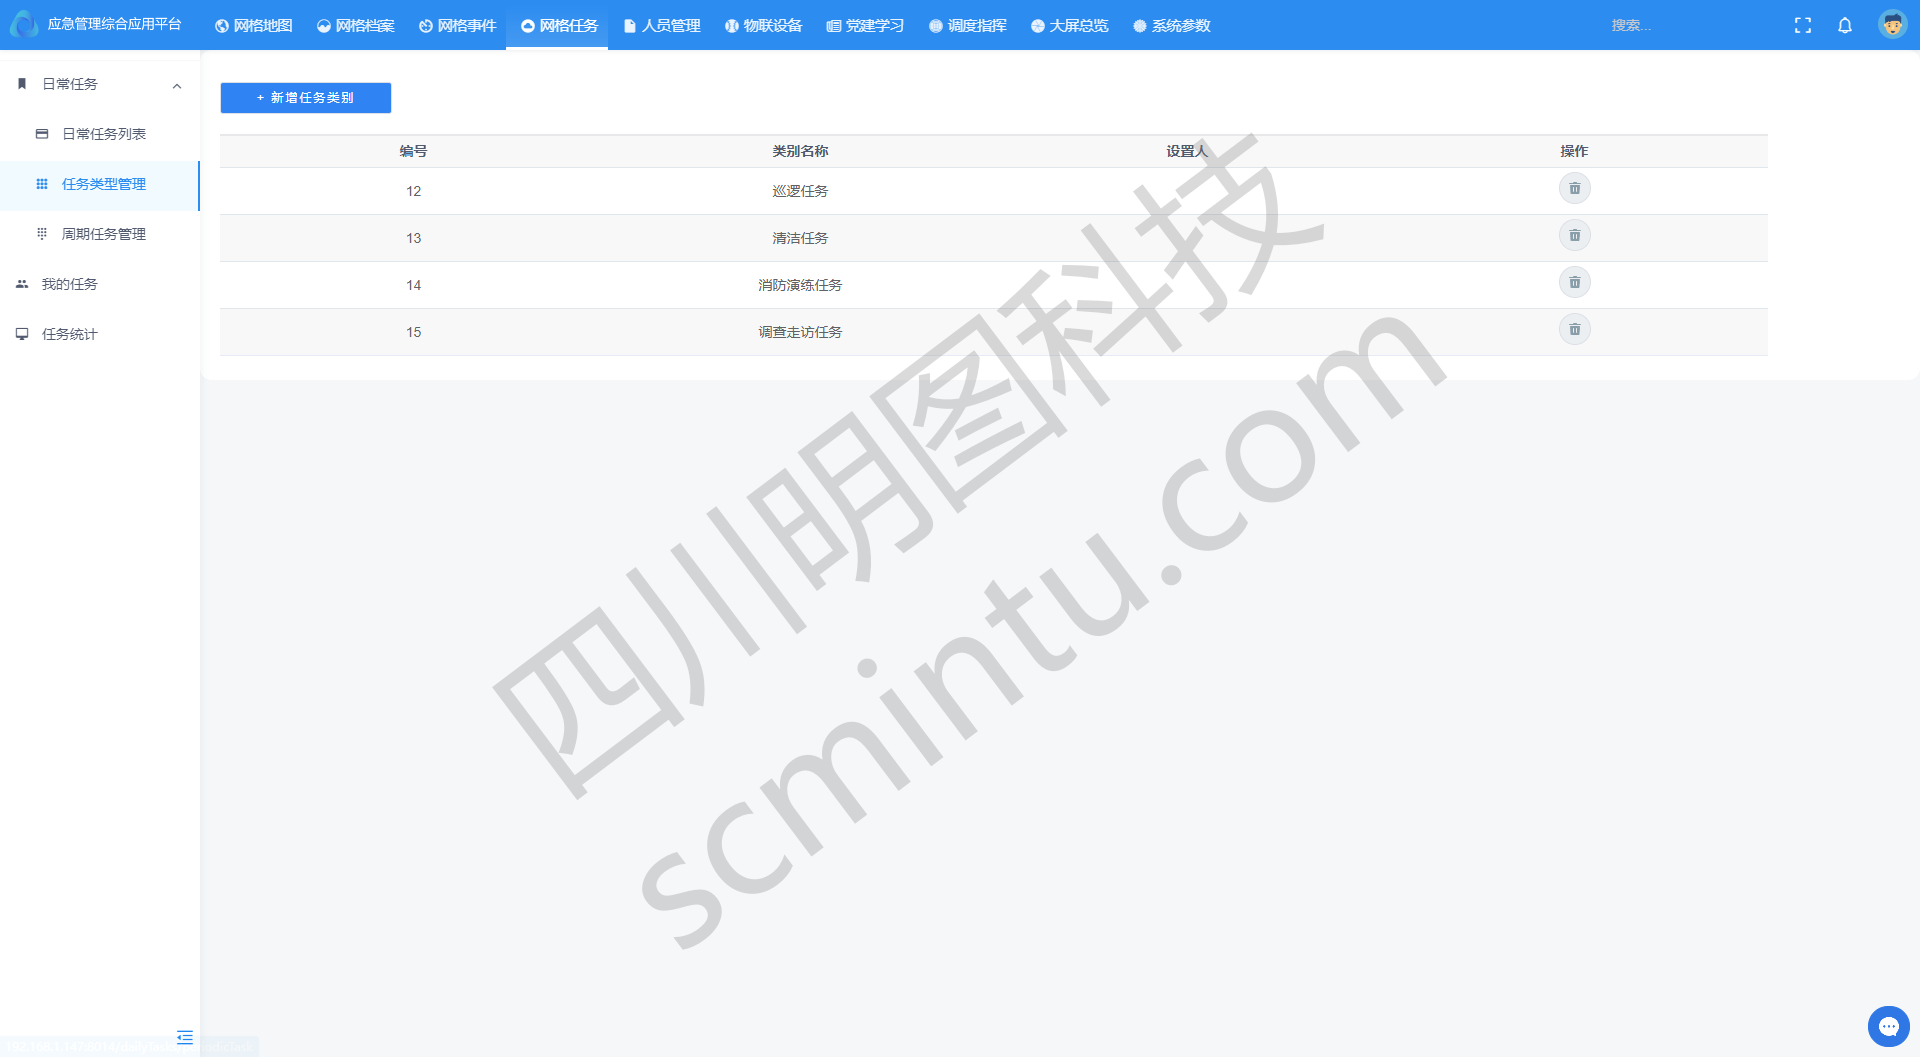 应急管理综合应用平台
网格地图 网格档案 网格事件 网格任务 人员管理 物联设备 党建学习 调度指挥 大屏总览 系统参数
搜索...
日常任务
日常任务列表
任务类型管理
周期任务管理
我的任务
任务统计
+ 新增任务类别
编号 类别名称 设置人 操作
12 巡逻任务
13 清洁任务
14 消防演练任务
15 调查走访任务
四川明图科技
scmintu.com